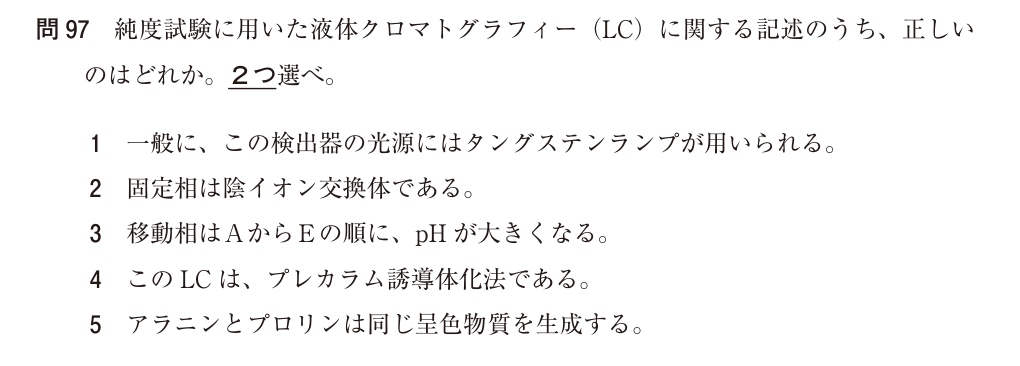 問97　純度試験に用いた液体クロマトグラフィー（LC）に関する記述のうち、正しい
のはどれか。２つ選べ。
1　一般に、この検出器の光源にはタングステンランプが用いられる。
2　固定相は陰イオン交換体である。
3　移動相はＡからＥの順に、pH が大きくなる。
4　この LC は、プレカラム誘導体化法である。
5　アラニンとプロリンは同じ呈色物質を生成する。